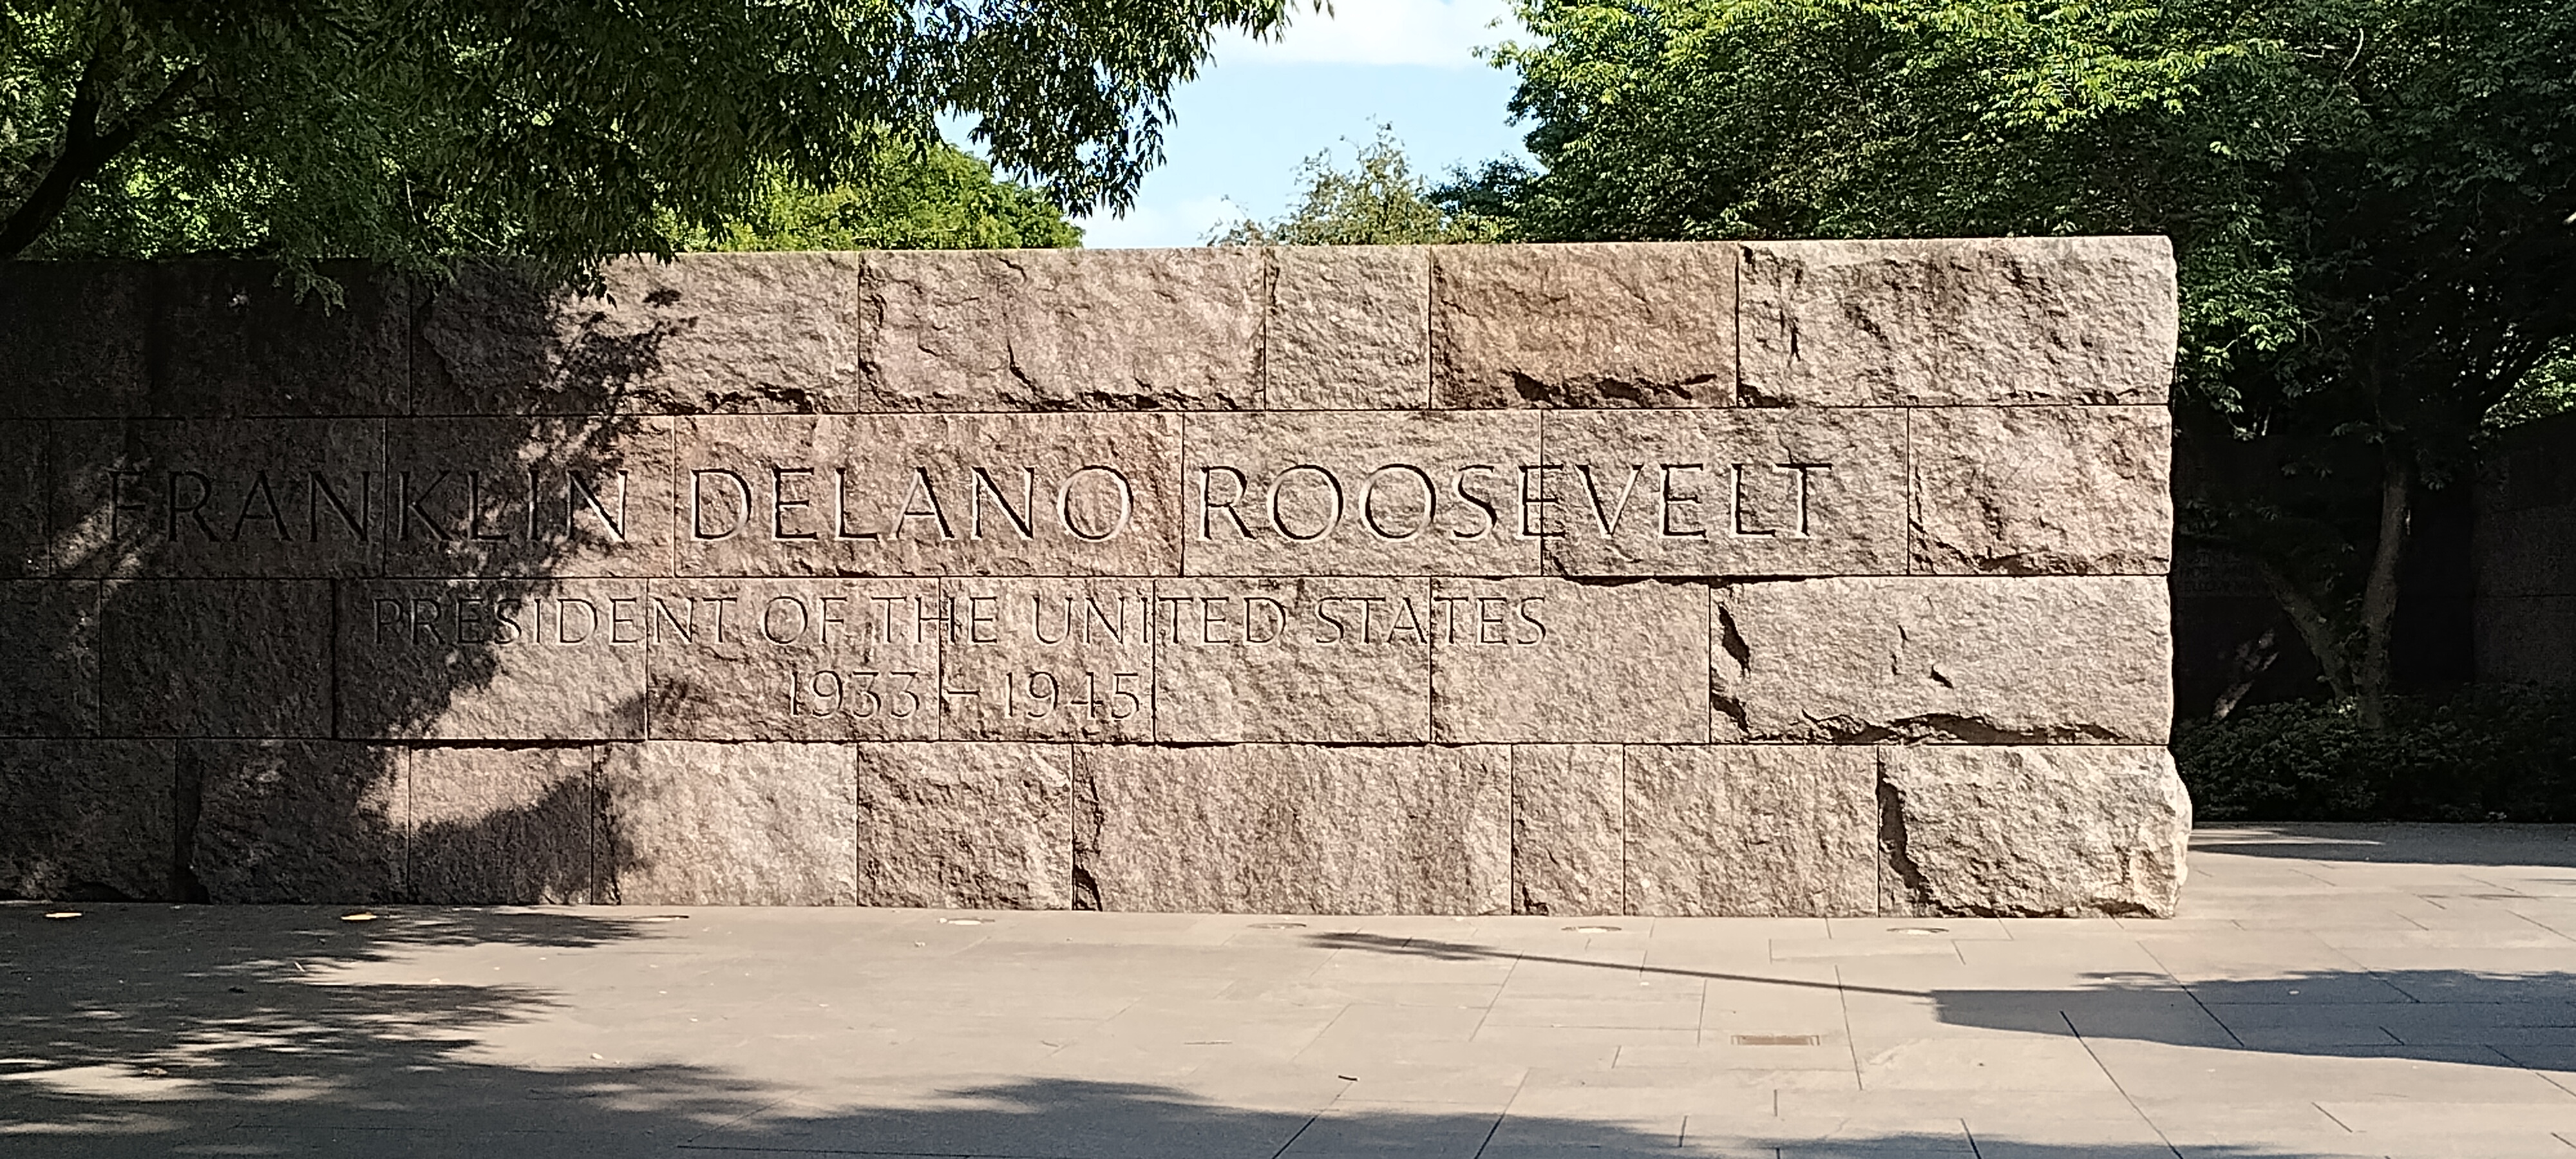 FRANKLIN DELANO ROOSEVELT
PRESIDENT OF THE UNITED STATES
1933 – 1945